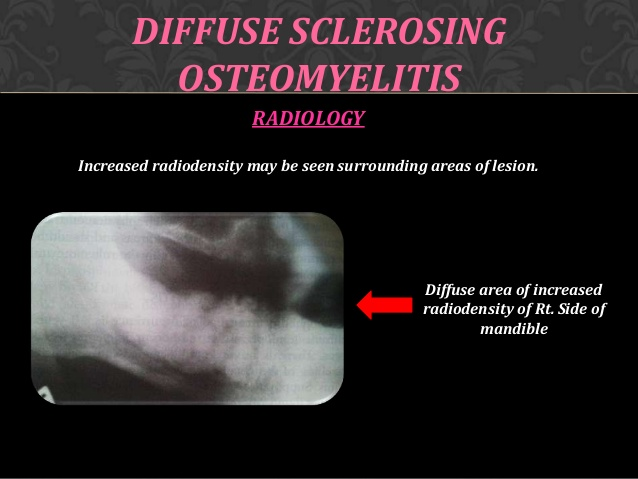 DIFFUSE SCLEROSING
OSTEOMYELITIS
RADIOLOGY
Increased radiodensity may be seen surrounding areas of lesion.
Diffuse area of increased
radiodensity of Rt. Side of
mandible